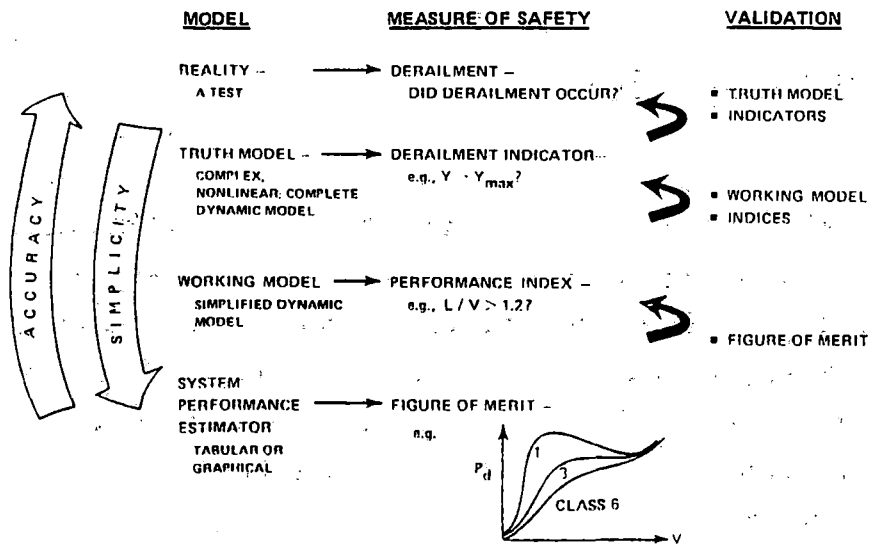 MODEL
MEASURE OF SAFETY
VALIDATION
REALITY –
A TEST
DERAILMENT –
DID DERAILMENT OCCUR?
▪ TRUTH MODEL
▪ INDICATORS
TRUTH MODEL –
COMPLEX,
NONLINEAR; COMPLETE
DYNAMIC MODEL
DERAILMENT INDICATOR –
e.g., Y Ymax?
▪ WORKING MODEL
▪ INDICES
WORKING MODEL
SIMPLIFIED DYNAMIC
MODEL
PERFORMANCE INDEX –
e.g., L / V > 1.2?
▪ FIGURE OF MERIT
SYSTEM
PERFORMANCE
ESTIMATOR
TABULAR OR
GRAPHICAL
FIGURE OF MERIT –
e.g.
Pd
1
3
CLASS 6
V
ACCURACY
SIMPLICITY